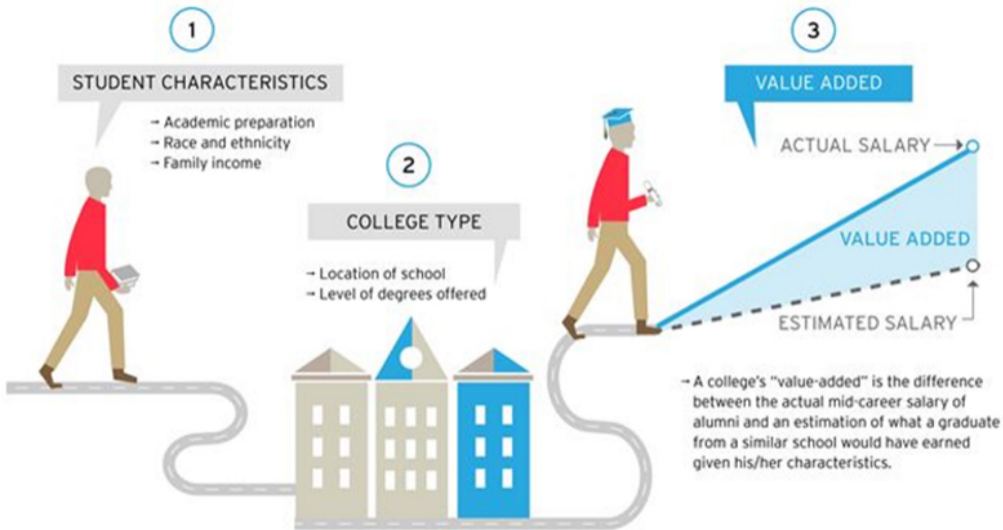 1
STUDENT CHARACTERISTICS
→ Academic preparation
→ Race and ethnicity
→ Family income
2
COLLEGE TYPE
→ Location of school
→ Level of degrees offered
3
VALUE ADDED
ACTUAL SALARY→
VALUE ADDED
ESTIMATED SALARY
→ A college's "value-added" is the difference
between the actual mid-career salary of
alumni and an estimation of what a graduate
from a similar school would have earned
given his/her characteristics.